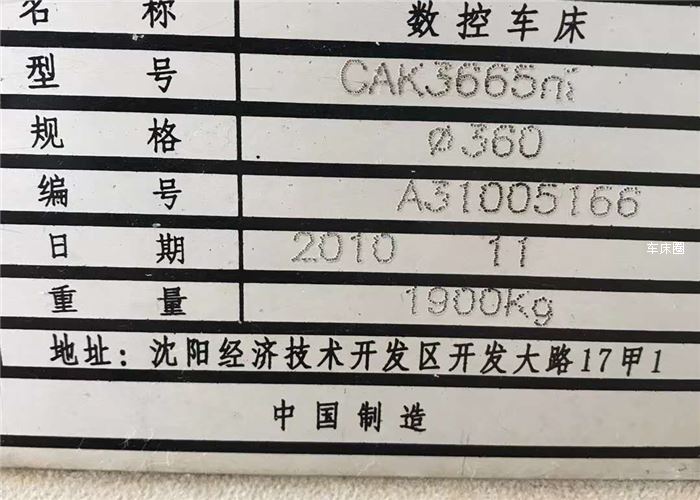 名 称 数控车床
型 号 CAK3665ni
规 格 ø360
编 号 A31005166
日 期 2010 11
重 量 1900Kg
地址: 沈阳经济技术开发区开发大路17甲1
中国制造
车床圈